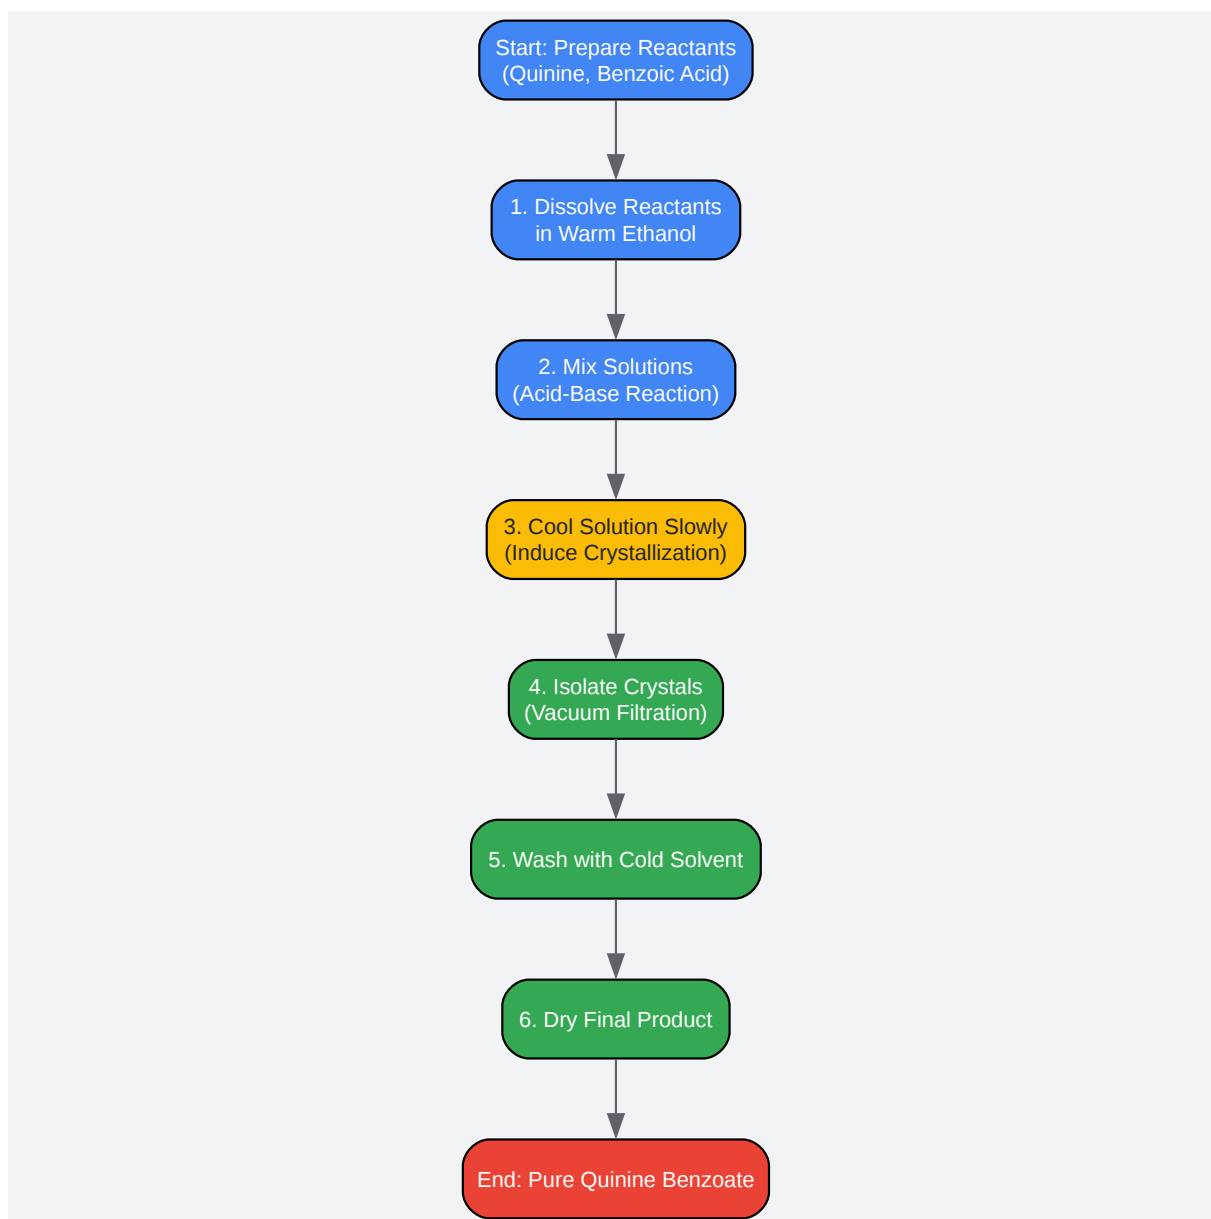 Start: Prepare Reactants
(Quinine, Benzoic Acid)
1. Dissolve Reactants
in Warm Ethanol
2. Mix Solutions
(Acid-Base Reaction)
3. Cool Solution Slowly
(Induce Crystallization)
4. Isolate Crystals
(Vacuum Filtration)
5. Wash with Cold Solvent
6. Dry Final Product
End: Pure Quinine Benzoate